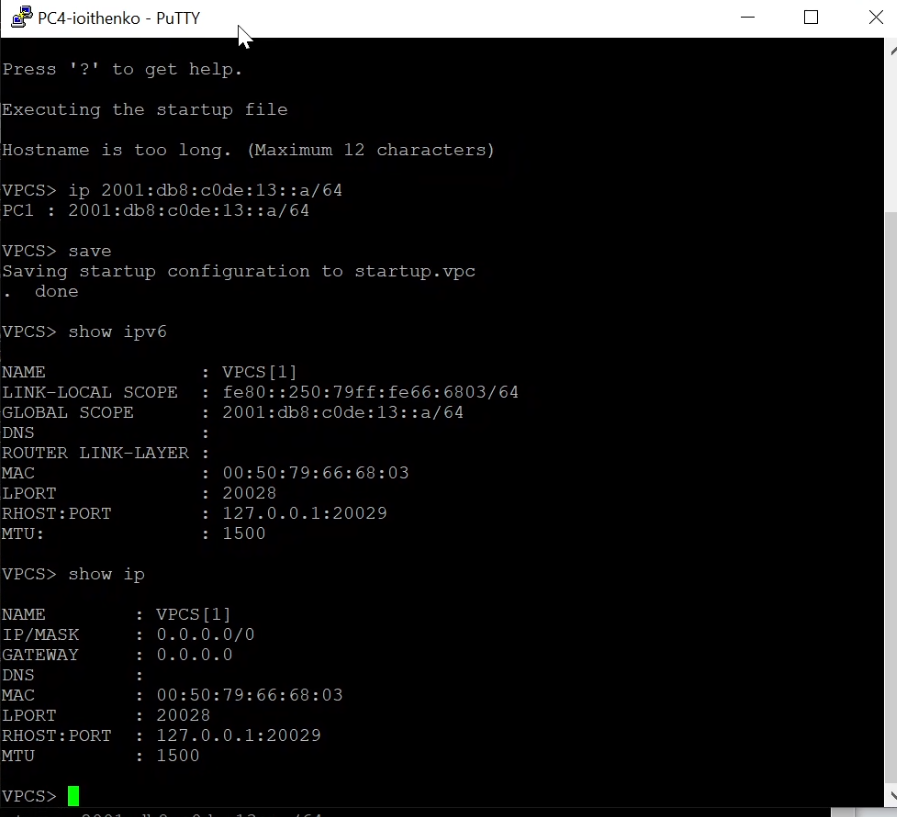 PC4-ioithenko - PuTTY
Press '?' to get help.
Executing the startup file
Hostname is too long. (Maximum 12 characters)
VPCS> ip 2001:db8:c0de:13::a/64
PC1 : 2001:db8:c0de:13::a/64
VPCS> save
Saving startup configuration to startup.vpc
.  done
VPCS> show ipv6
NAME              : VPCS[1]
LINK-LOCAL SCOPE  : fe80::250:79ff:fe66:6803/64
GLOBAL SCOPE      : 2001:db8:c0de:13::a/64
DNS               :
ROUTER LINK-LAYER :
MAC               : 00:50:79:66:68:03
LPORT             : 20028
RHOST:PORT        : 127.0.0.1:20029
MTU:              : 1500
VPCS> show ip
NAME        : VPCS[1]
IP/MASK     : 0.0.0.0/0
GATEWAY     : 0.0.0.0
DNS         :
MAC         : 00:50:79:66:68:03
LPORT       : 20028
RHOST:PORT  : 127.0.0.1:20029
MTU         : 1500
VPCS>